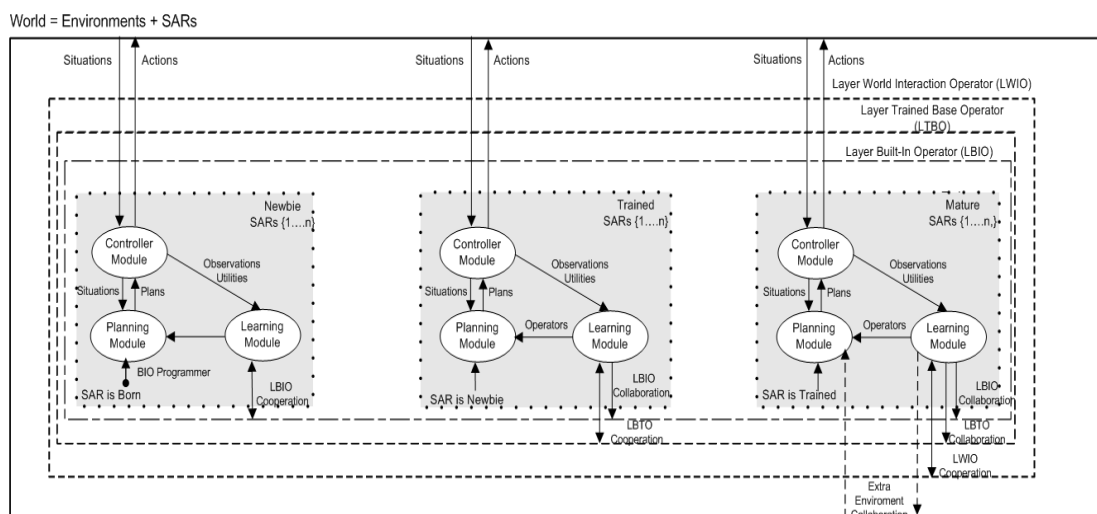 World = Environments + SARs
Situations
Actions
Situations
Actions
Situations
Actions
Layer World Interaction Operator (LWIO)
Layer Trained Base Operator
(LTBO)
Layer Built-In Operator (LBIO)
Newbie
SARs {1....n}
Controller
Module
Observations
Utilities
Situations
Plans
Planning
Module
Learning
Module
BIO Programmer
SAR is Born
LBIO
Cooperation
Trained
SARs {1....n}
Controller
Module
Observations
Utilities
Situations
Plans
Planning
Module
Operators
Learning
Module
SAR is Newbie
LBIO
Collaboration
LBTO
Cooperation
Mature
SARs {1....n,}
Controller
Module
Observations
Utilities
Situations
Plans
Planning
Module
Operators
Learning
Module
SAR is Trained
LBIO
Collaboration
LBTO
Collaboration
LWIO
Cooperation
Extra
Enviroment
Collaboration